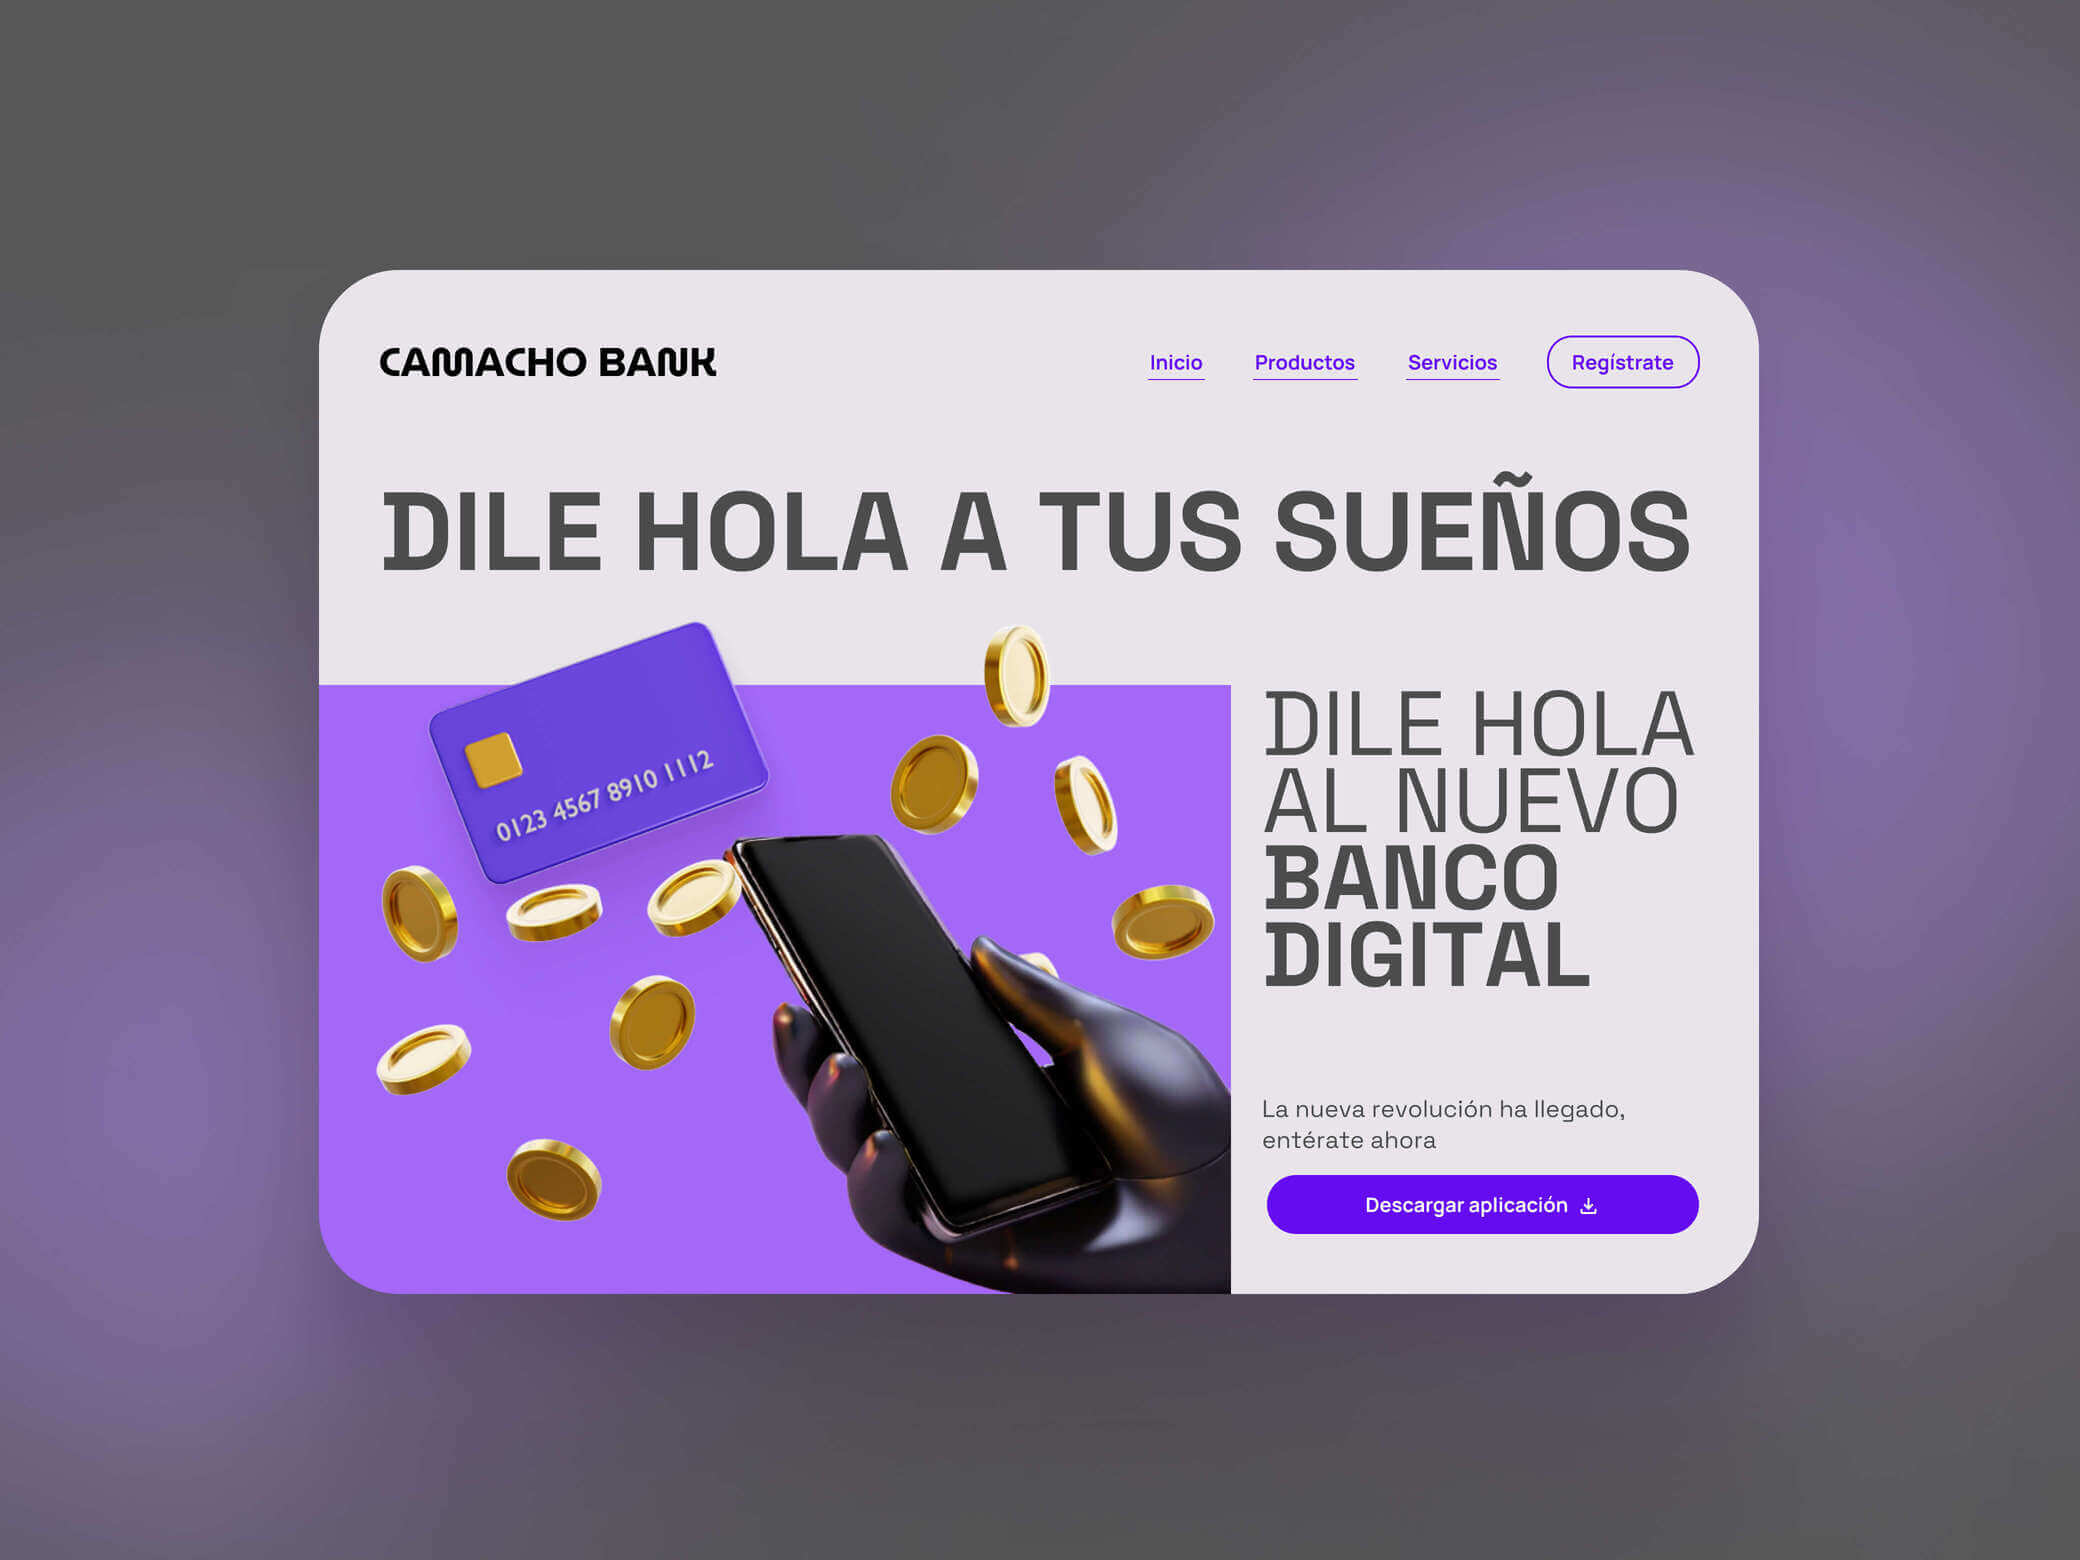 CAMACHO BANK
Inicio Productos Servicios Regístrate
DILE HOLA A TUS SUEÑOS
0123 4567 8910 1112
DILE HOLA
AL NUEVO
BANCO
DIGITAL
La nueva revolución ha llegado,
entérate ahora
Descargar aplicación